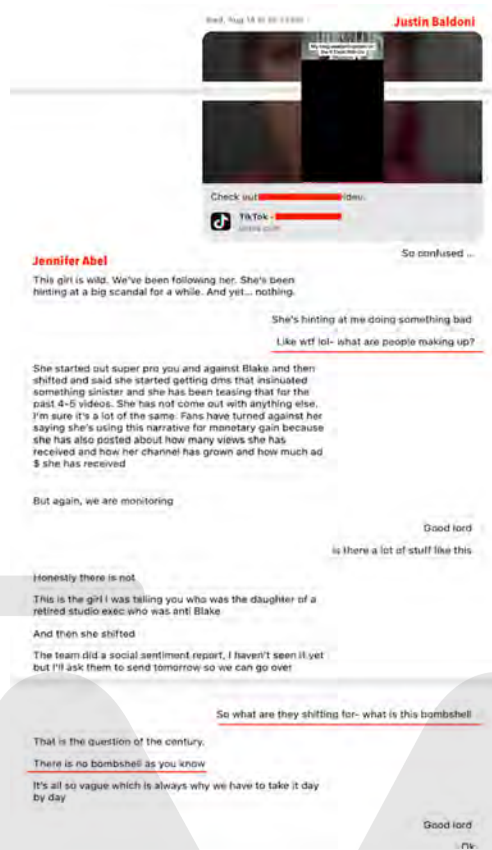 Wed, Aug 14 at
Justin Baldoni
Check out
TikTok -
So confused ...
Jennifer Abel
This girl is wild. We've been following her. She's been
hinting at a big scandal for a while. And yet... nothing.
She's hinting at me doing something bad
Like wtf lol- what are people making up?
She started out super pro you and against Blake and then
shifted and said she started getting dms that insinuated
something sinister and she has been teasing that for the
past 4-5 videos. She has not come out with anything else.
I'm sure it's a lot of the same. Fans have turned against her
saying she's using this narrative for monetary gain because
she has also posted about how many views she has
received and how her channel has grown and how much ad
$ she has received
But again, we are monitoring
Good lord
is there a lot of stuff like this
Honestly there is not
This is the girl I was telling you who was the daughter of a
retired studio exec who was anti Blake
And then she shifted
The team did a social sentiment report, I haven't seen it yet
but I'll ask them to send tomorrow so we can go over
So what are they shifting for- what is this bombshell
That is the question of the century.
There is no bombshell as you know
It's all so vague which is always why we have to take it day
by day
Good lord
Ok